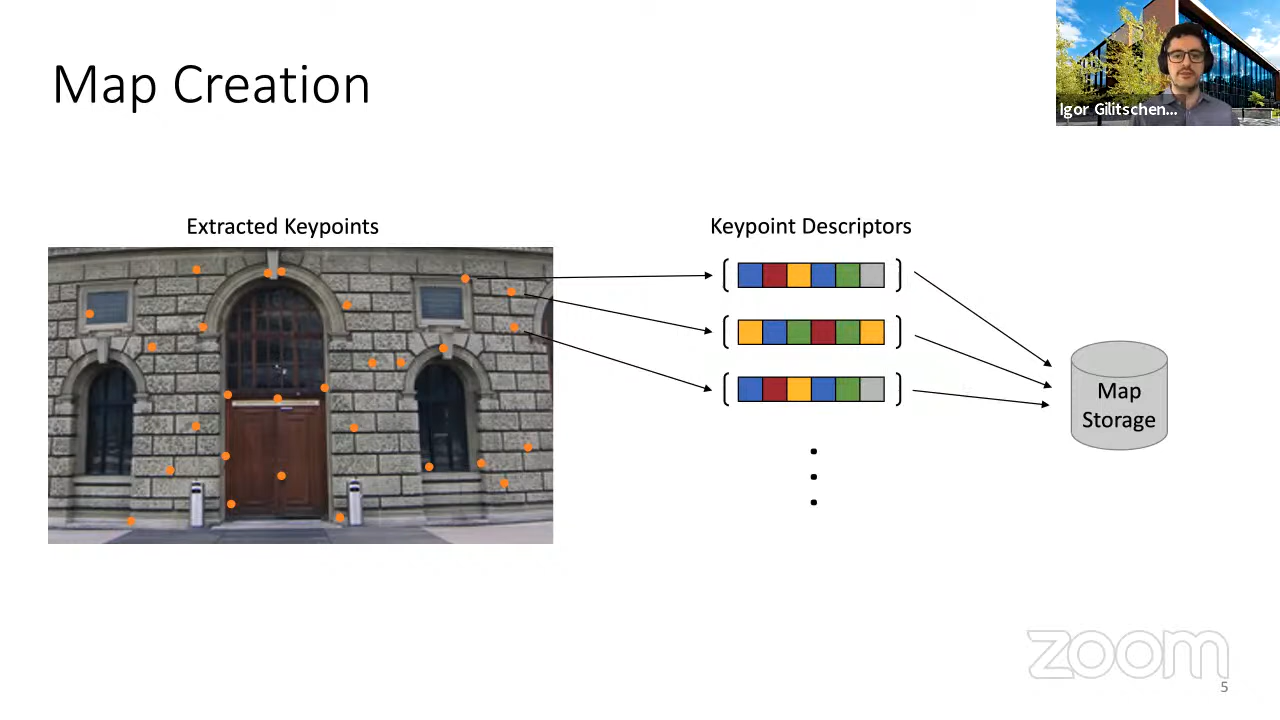 Map Creation
Igor Gilitschen...
Extracted Keypoints
Keypoint Descriptors
Map
Storage
zoom
5